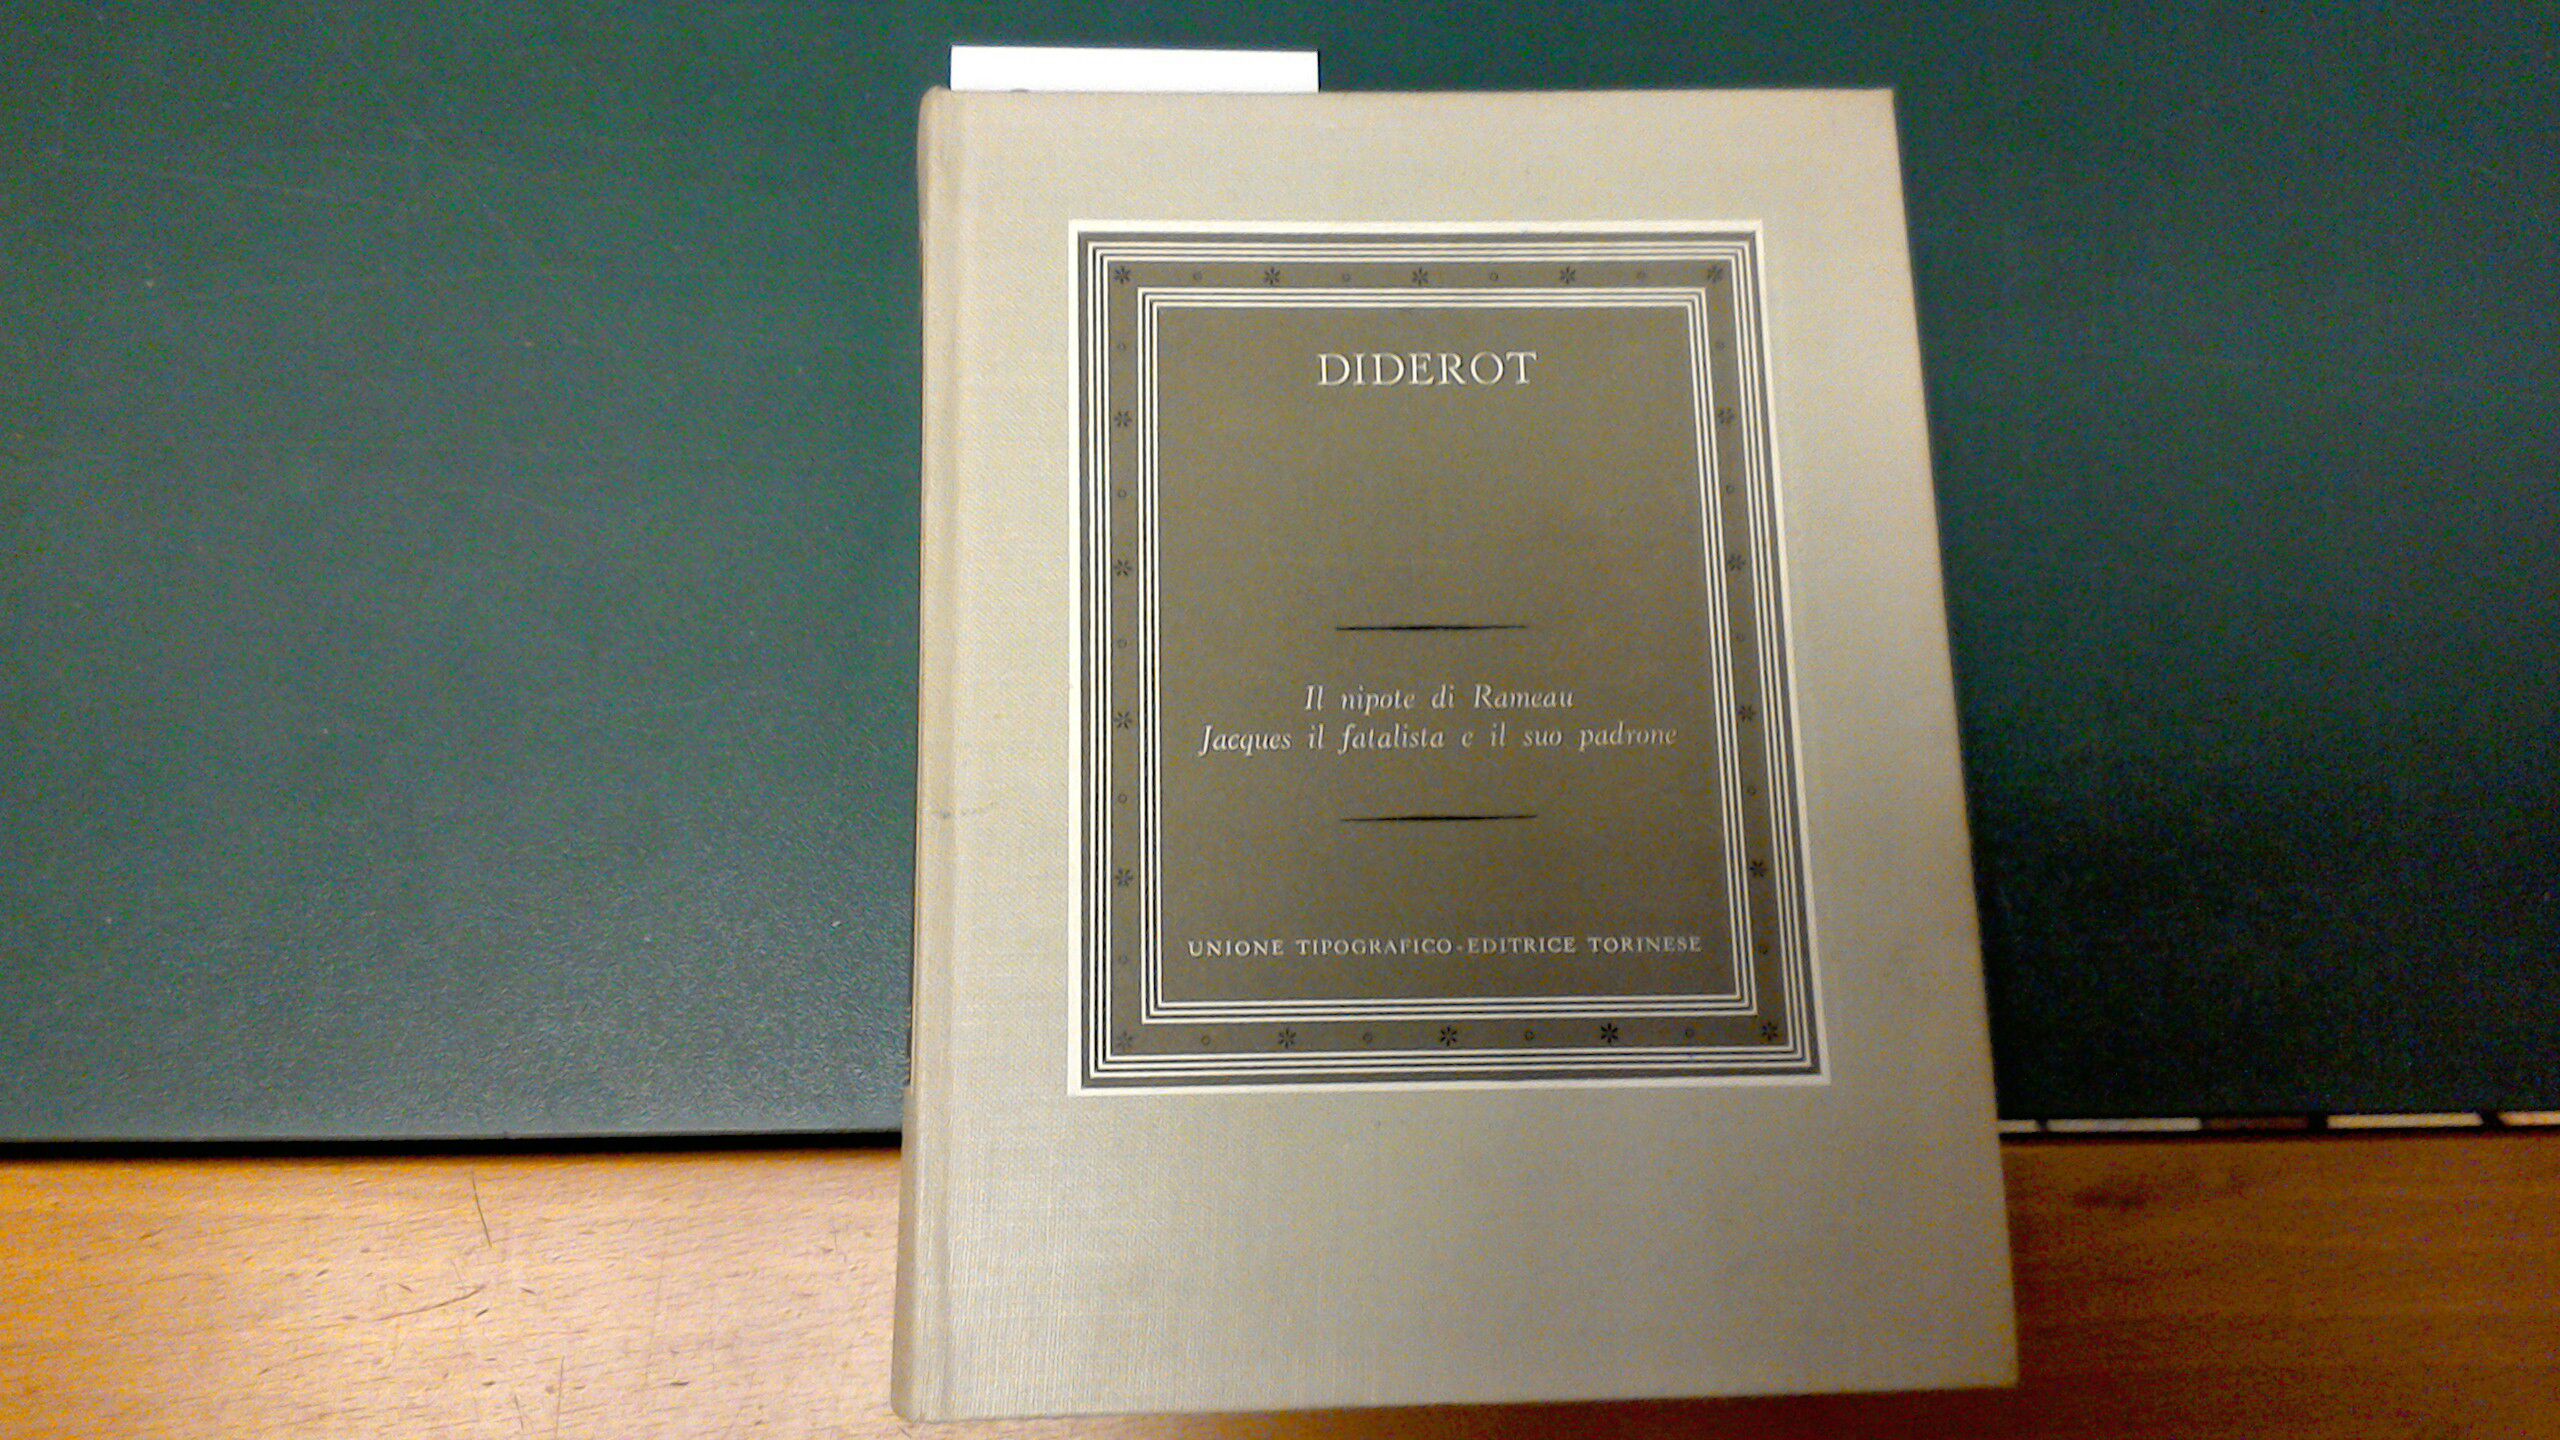 DIDEROT
Il nipote di Rameau
Jacques il fatalista e il suo padrone
UNIONE TIPOGRAFICO-EDITRICE TORINESE